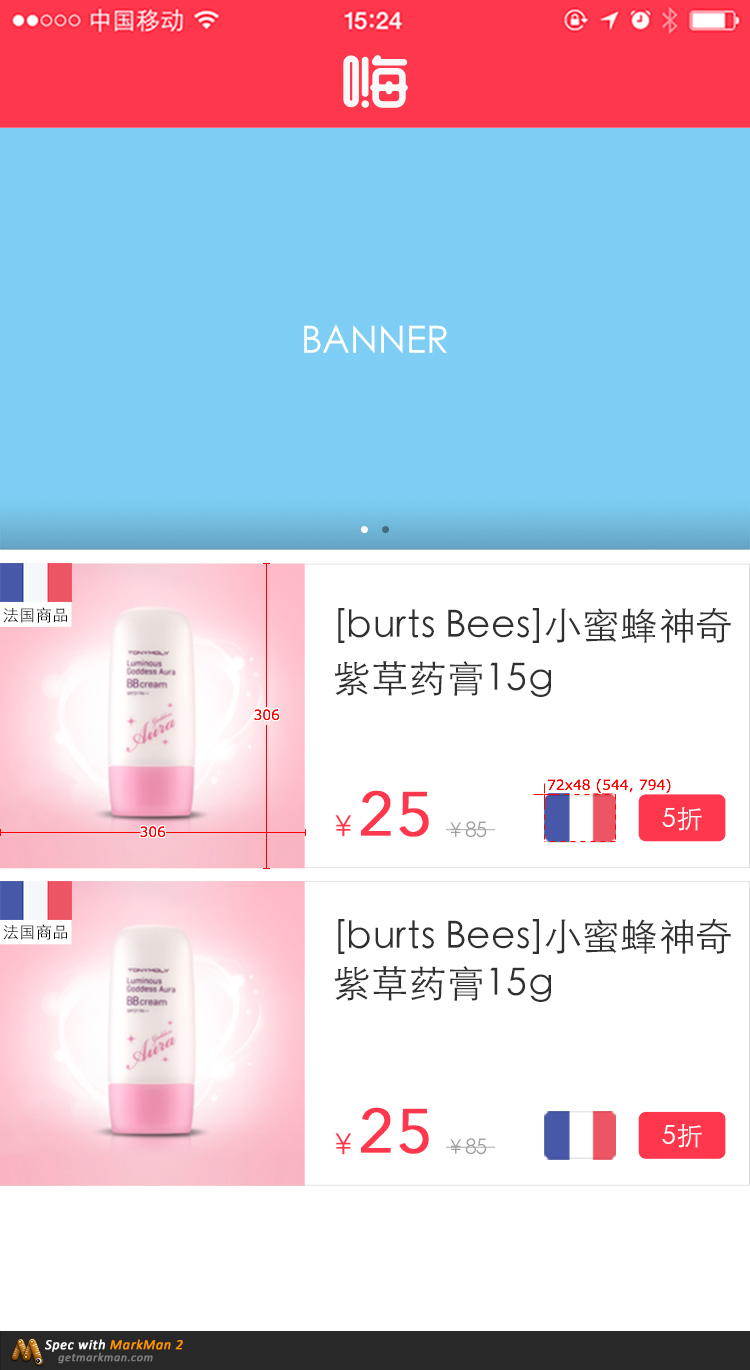 中国移动 15:24
嗨
BANNER
法国商品
TONYMOLY
Luminous
Goddess Aura
BB cream
Goddess
Aura
306
306
[burts Bees]小蜜蜂神奇
紫草药膏15g
72x48 (544, 794)
¥25 ¥85 5折
法国商品
TONYMOLY
Luminous
Goddess Aura
BB cream
Goddess
Aura
[burts Bees]小蜜蜂神奇
紫草药膏15g
¥25 ¥85 5折
Spec with MarkMan 2
getmarkman.com